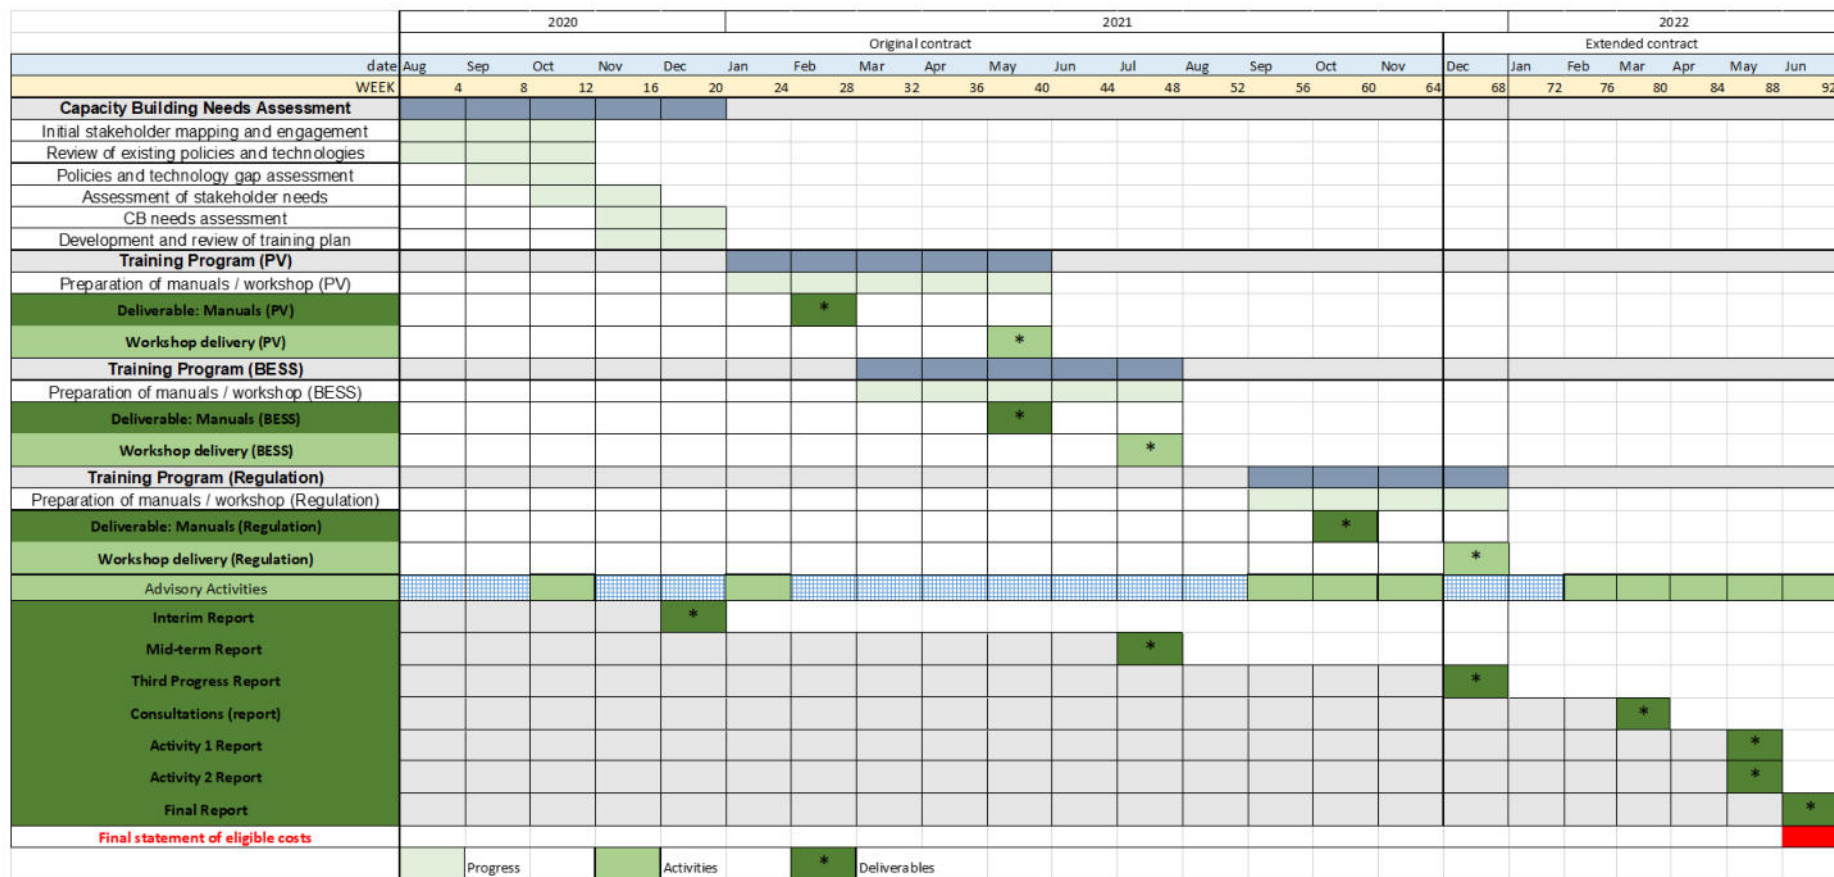 2020 2021 2022
Original contract Extended contract
date Aug Sep Oct Nov Dec Jan Feb Mar Apr May Jun Jul Aug Sep Oct Nov Dec Jan Feb Mar Apr May Jun
WEEK 4 8 12 16 20 24 28 32 36 40 44 48 52 56 60 64 68 72 76 80 84 88 92
Capacity Building Needs Assessment
Initial stakeholder mapping and engagement
Review of existing policies and technologies
Policies and technology gap assessment
Assessment of stakeholder needs
CB needs assessment
Development and review of training plan
Training Program (PV)
Preparation of manuals / workshop (PV)
Deliverable: Manuals (PV) *
Workshop delivery (PV) *
Training Program (BESS)
Preparation of manuals / workshop (BESS)
Deliverable: Manuals (BESS) *
Workshop delivery (BESS) *
Training Program (Regulation)
Preparation of manuals / workshop (Regulation)
Deliverable: Manuals (Regulation) *
Workshop delivery (Regulation) *
Advisory Activities
Interim Report *
Mid-term Report *
Third Progress Report *
Consultations (report) *
Activity 1 Report *
Activity 2 Report *
Final Report *
Final statement of eligible costs
Progress Activities * Deliverables